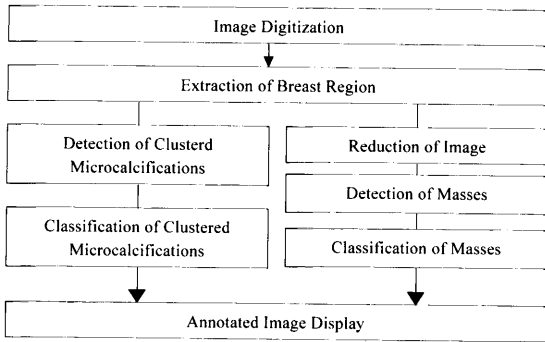 Image Digitization
Extraction of Breast Region
Detection of Clusterd
Microcalcifications
Classification of Clustered
Microcalcifications
Reduction of Image
Detection of Masses
Classification of Masses
Annotated Image Display